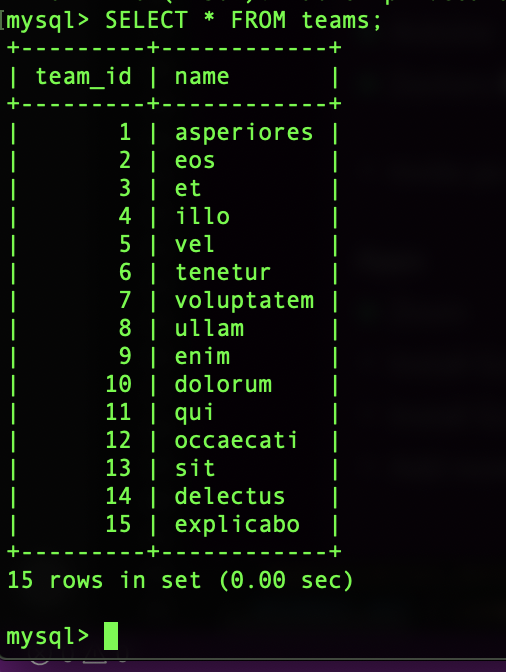 mysql> SELECT * FROM teams;
+---------+-------------+
| team_id | name        |
+---------+-------------+
|       1 | asperiores  |
|       2 | eos         |
|       3 | et          |
|       4 | illo        |
|       5 | vel         |
|       6 | tenetur     |
|       7 | voluptatem  |
|       8 | ullam       |
|       9 | enim        |
|      10 | dolorum     |
|      11 | qui         |
|      12 | occaecati   |
|      13 | sit         |
|      14 | delectus    |
|      15 | explicabo   |
+---------+-------------+
15 rows in set (0.00 sec)
mysql>